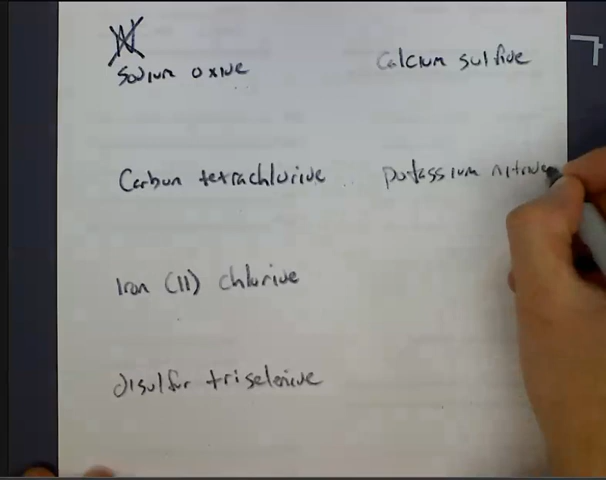 Sodium oxide
Calcium sulfide
Carbon tetrachloride
potassium nitride
Iron (II) chloride
disulfur triselenide